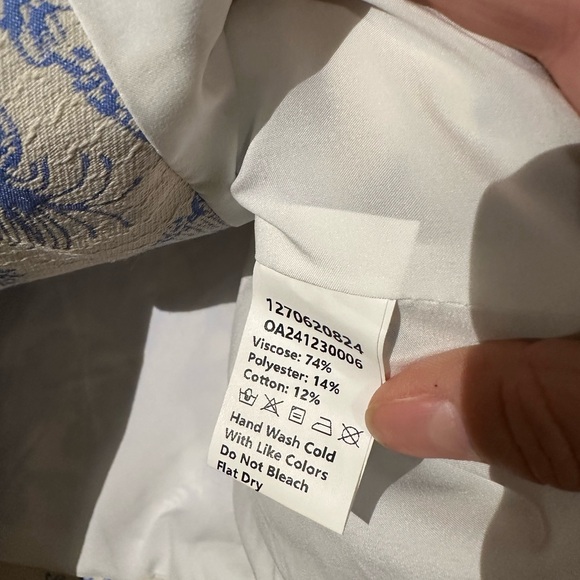 1270620824
OA241230006
Viscose: 74%
Polyester: 14%
Cotton: 12%
Hand Wash Cold
With Like Colors
Do Not Bleach
Flat Dry